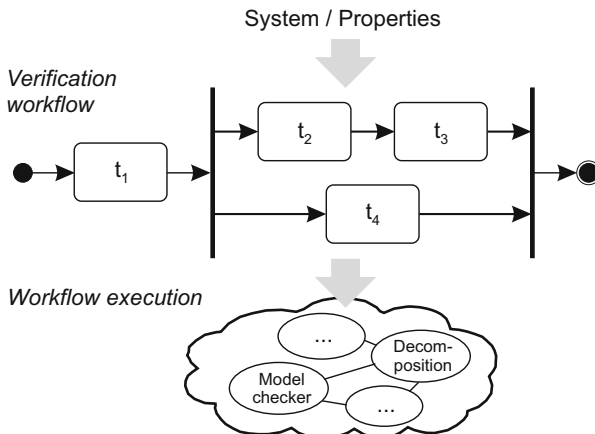 System / Properties
Verification
workflow
t2
t3
t1
t4
Workflow execution
...
Decom-
position
Model
checker
...